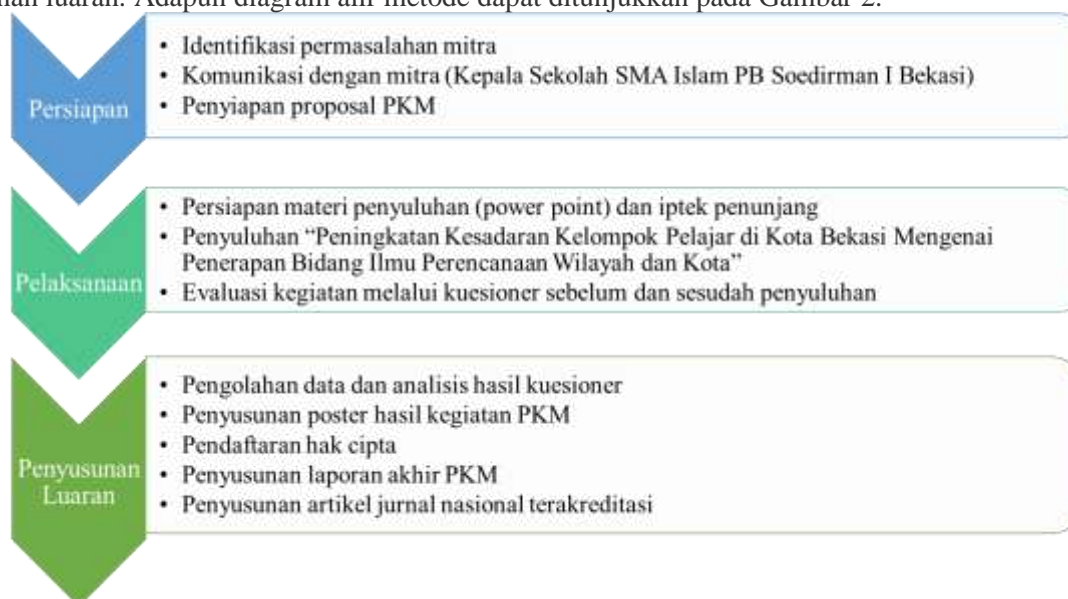 nan luaran. Adapun diagram alir metode dapat ditunjukkan pada Gambar 2.
Persiapan
• Identifikasi permasalahan mitra
• Komunikasi dengan mitra (Kepala Sekolah SMA Islam PB Soedirman I Bekasi)
• Penyiapan proposal PKM
Pelaksanaan
• Persiapan materi penyuluhan (power point) dan iptek penunjang
• Penyuluhan “Peningkatan Kesadaran Kelompok Pelajar di Kota Bekasi Mengenai
Penerapan Bidang Ilmu Perencanaan Wilayah dan Kota”
• Evaluasi kegiatan melalui kuesioner sebelum dan sesudah penyuluhan
Penyusunan
Luaran
• Pengolahan data dan analisis hasil kuesioner
• Penyusunan poster hasil kegiatan PKM
• Pendaftaran hak cipta
• Penyusunan laporan akhir PKM
• Penyusunan artikel jurnal nasional terakreditasi